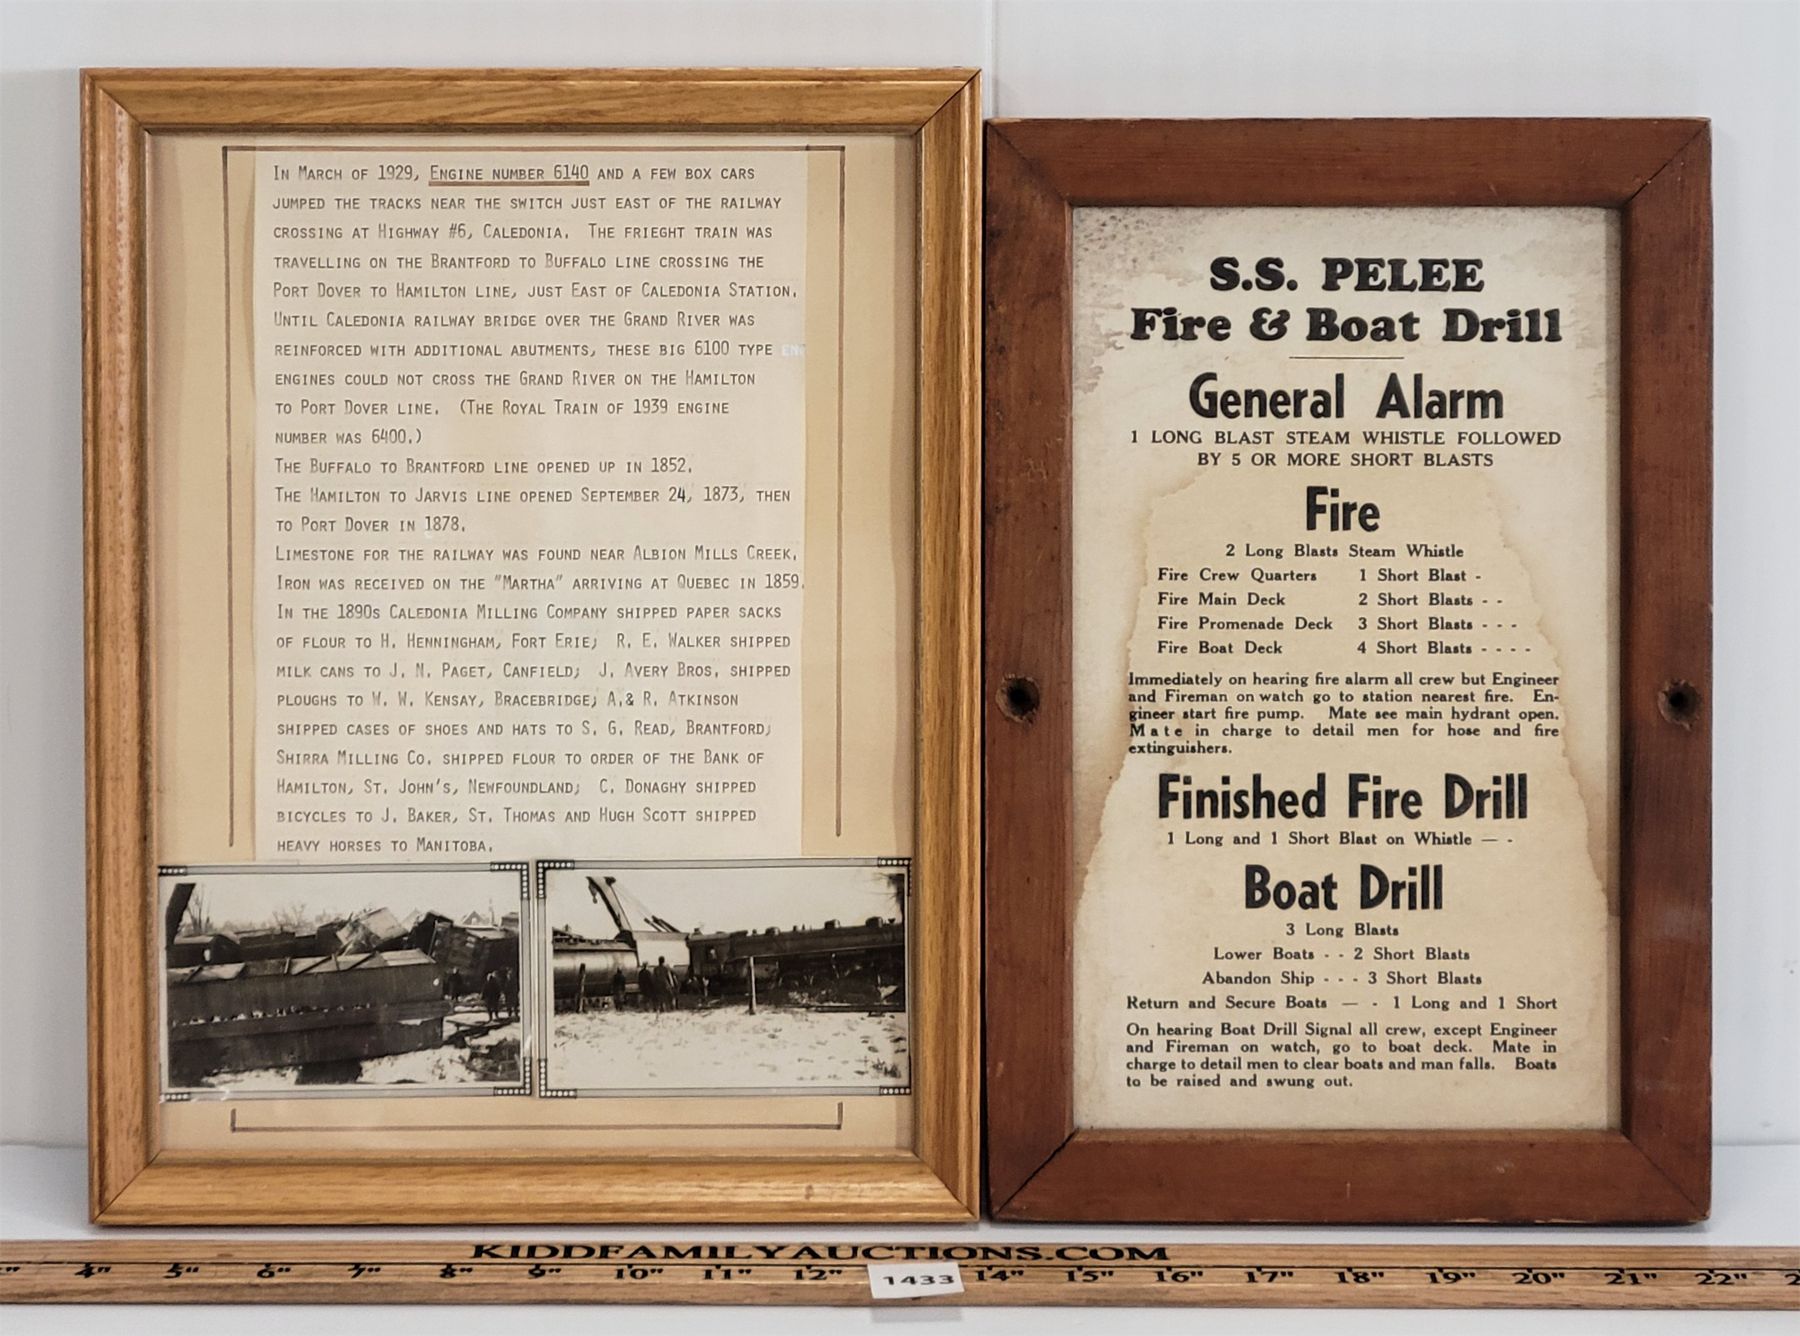 In March of 1929, Engine number 6140 and a few box cars
jumped the tracks near the switch just east of the railway
crossing at Highway #6, Caledonia. The frieght train was
travelling on the Brantford to Buffalo line crossing the
Port Dover to Hamilton line, just East of Caledonia Station.
Until Caledonia railway bridge over the Grand River was
reinforced with additional abutments, these big 6100 type
engines could not cross the Grand River on the Hamilton
to Port Dover line. (The Royal Train of 1939 engine
number was 6400.)
The Buffalo to Brantford line opened up in 1852.
The Hamilton to Jarvis line opened September 24, 1873, then
to Port Dover in 1878.
Limestone for the railway was found near Albion Mills Creek.
Iron was received on the "Martha" arriving at Quebec in 1859.
In the 1890s Caledonia Milling Company shipped paper sacks
of flour to H. Henningham, Fort Erie; R. E. Walker shipped
milk cans to J. N. Paget, Canfield; J. Avery Bros. shipped
ploughs to W. W. Kensay, Bracebridge; A.& R. Atkinson
shipped cases of shoes and hats to S. G. Read, Brantford;
Shirra Milling Co. shipped flour to order of the Bank of
Hamilton, St. John's, Newfoundland; C. Donaghy shipped
bicycles to J. Baker, St. Thomas and Hugh Scott shipped
heavy horses to Manitoba.
S.S. PELEE
Fire & Boat Drill
General Alarm
1 LONG BLAST STEAM WHISTLE FOLLOWED
BY 5 OR MORE SHORT BLASTS
Fire
2 Long Blasts Steam Whistle
Fire Crew Quarters 1 Short Blast -
Fire Main Deck 2 Short Blasts - -
Fire Promenade Deck 3 Short Blasts - - -
Fire Boat Deck 4 Short Blasts - - - -
Immediately on hearing fire alarm all crew but Engineer
and Fireman on watch go to station nearest fire. En-
gineer start fire pump. Mate see main hydrant open.
Mate in charge to detail men for hose and fire
extinguishers.
Finished Fire Drill
1 Long and 1 Short Blast on Whistle — -
Boat Drill
3 Long Blasts
Lower Boats - - 2 Short Blasts
Abandon Ship - - - 3 Short Blasts
Return and Secure Boats — - 1 Long and 1 Short
On hearing Boat Drill Signal all crew, except Engineer
and Fireman on watch, go to boat deck. Mate in
charge to detail men to clear boats and man falls. Boats
to be raised and swung out.
KIDDFAMILYAUCTIONS.COM
4" 5" 6" 7" 8" 9" 10" 11" 12" 1433 14" 15" 16" 17" 18" 19" 20" 21" 22"